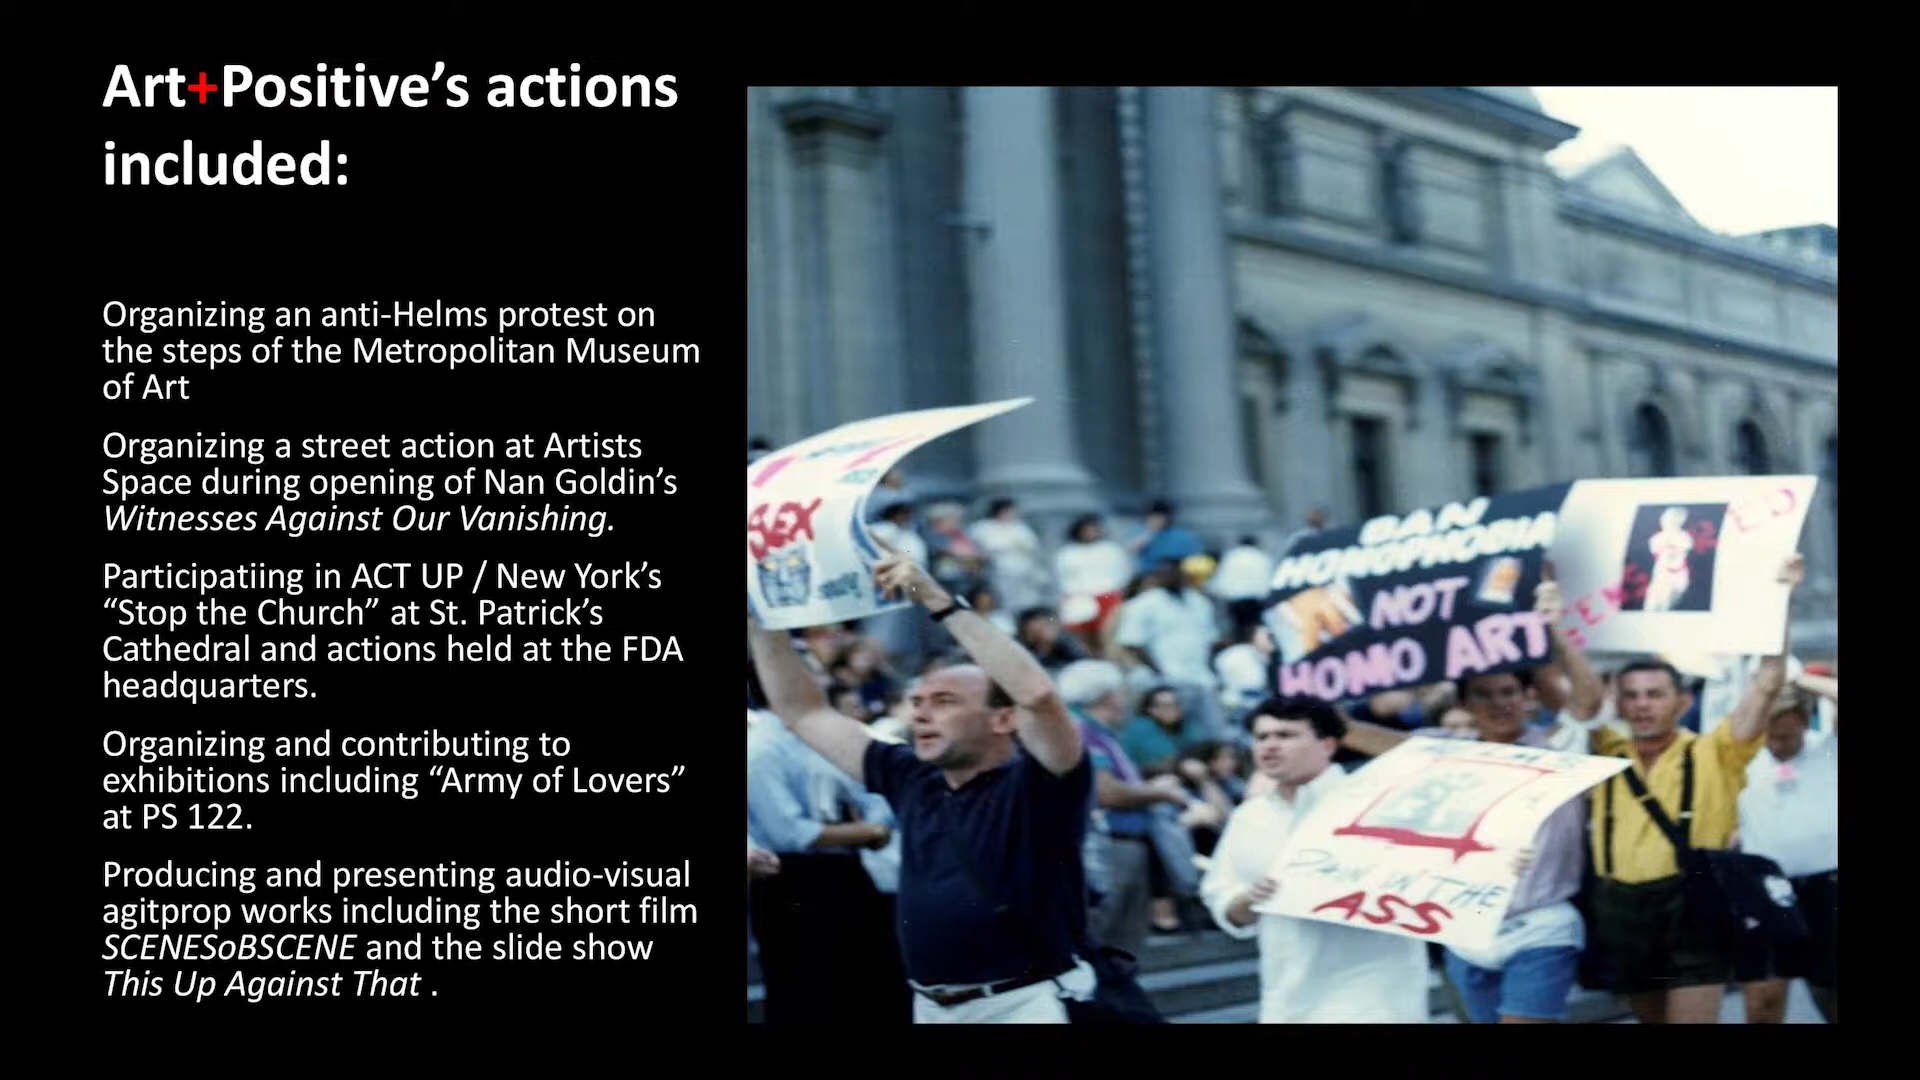 Art+Positive’s actions
included:
Organizing an anti-Helms protest on
the steps of the Metropolitan Museum
of Art
Organizing a street action at Artists
Space during opening of Nan Goldin’s
Witnesses Against Our Vanishing.
Participatiing in ACT UP / New York’s
“Stop the Church” at St. Patrick’s
Cathedral and actions held at the FDA
headquarters.
Organizing and contributing to
exhibitions including “Army of Lovers”
at PS 122.
Producing and presenting audio-visual
agitprop works including the short film
SCENESoBSCENE and the slide show
This Up Against That .
SEX
BAN
HOMOPHOBIA
NOT
HOMO ART
IN THE
ASS